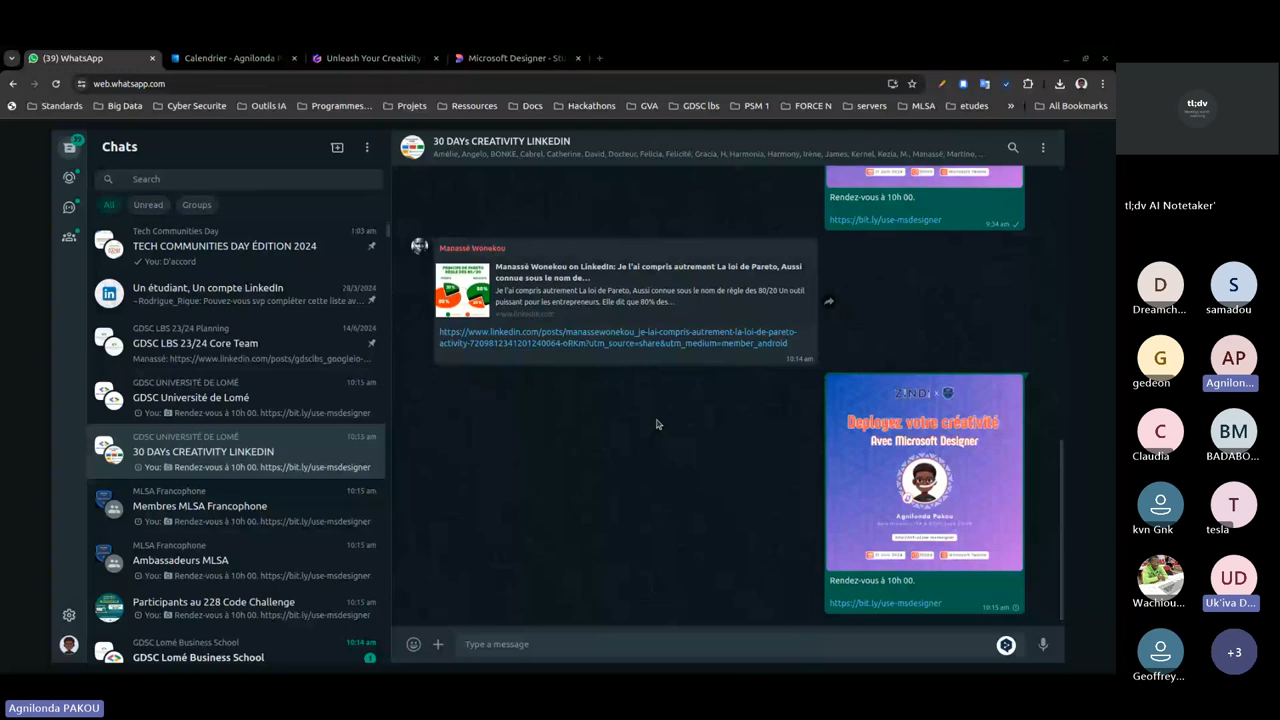 (39) WhatsApp
Calendrier - Agnilonda P
Unleash Your Creativity
Microsoft Designer - Stu
web.whatsapp.com
Standards
Big Data
Cyber Securite
Outils IA
Programmes...
Projets
Ressources
Docs
Hackathons
GVA
GDSC lbs
PSM 1
FORCE N
servers
MLSA
etudes
All Bookmarks
Chats
Search
All
Unread
Groups
Tech Communities Day
1:03 am
TECH COMMUNITIES DAY ÉDITION 2024
You: D'accord
Un étudiant, Un compte LinkedIn
28/3/2024
~Rodrigue_Rique: Pouvez-vous svp compléter cette liste av...
GDSC LBS 23/24 Planning
14/6/2024
GDSC LBS 23/24 Core Team
Manassé: https://www.linkedin.com/posts/gdsclbs_googleio-...
GDSC UNIVERSITÉ DE LOMÉ
10:15 am
GDSC Université de Lomé
You: Rendez-vous à 10h 00. https://bit.ly/use-msdesigner
GDSC UNIVERSITÉ DE LOMÉ
10:15 am
30 DAYs CREATIVITY LINKEDIN
You: Rendez-vous à 10h 00. https://bit.ly/use-msdesigner
MLSA Francophone
10:15 am
Membres MLSA Francophone
You: Rendez-vous à 10h 00. https://bit.ly/use-msdesigner
MLSA Francophone
10:15 am
Ambassadeurs MLSA
You: Rendez-vous à 10h 00. https://bit.ly/use-msdesigner
Participants au 228 Code Challenge
10:15 am
You: Rendez-vous à 10h 00. https://bit.ly/use-msdesigner
GDSC Lomé Business School
10:14 am
GDSC Lomé Business School
1
30 DAYs CREATIVITY LINKEDIN
Amélie, Angelo, BONKE, Cabrel, Catherine, David, Docteur, Felicia, Félicité, Gracia, H, Harmonia, Harmony, Irène, James, Kernel, Kezia, M., Manassé, Martino, ...
Rendez-vous à 10h 00.
https://bit.ly/use-msdesigner
9:34 am
Manassé Wonekou
PRINCIPE DE PARETO
Manassé Wonekou on LinkedIn: Je l'ai compris autrement La loi de Pareto, Aussi
connue sous le nom de...
Je l'ai compris autrement La loi de Pareto, Aussi connue sous le nom de règle des 80/20 Un outil
puissant pour les entrepreneurs. Elle dit que 80% des...
www.linkedin.com
https://www.linkedin.com/posts/manassewonekou_je-lai-compris-autrement-la-loi-de-pareto-
activity-7209812341201240064-oRKm?utm_source=share&utm_medium=member_android
10:14 am
ZINDI x
Deployez votre créativité
Avec Microsoft Designer
Agnilonda Pakou
Rendez-vous à 10h 00.
https://bit.ly/use-msdesigner
10:15 am
Type a message
tl;dv
tl;dv AI Notetaker'
D
Dreamch...
S
samadou
G
gedeon
AP
Agnilon...
C
Claudia
BM
BADABO...
kvn Gnk
T
tesla
Wachlou...
UD
Uk'iva D...
Geoffrey...
+3
Agnilonda PAKOU